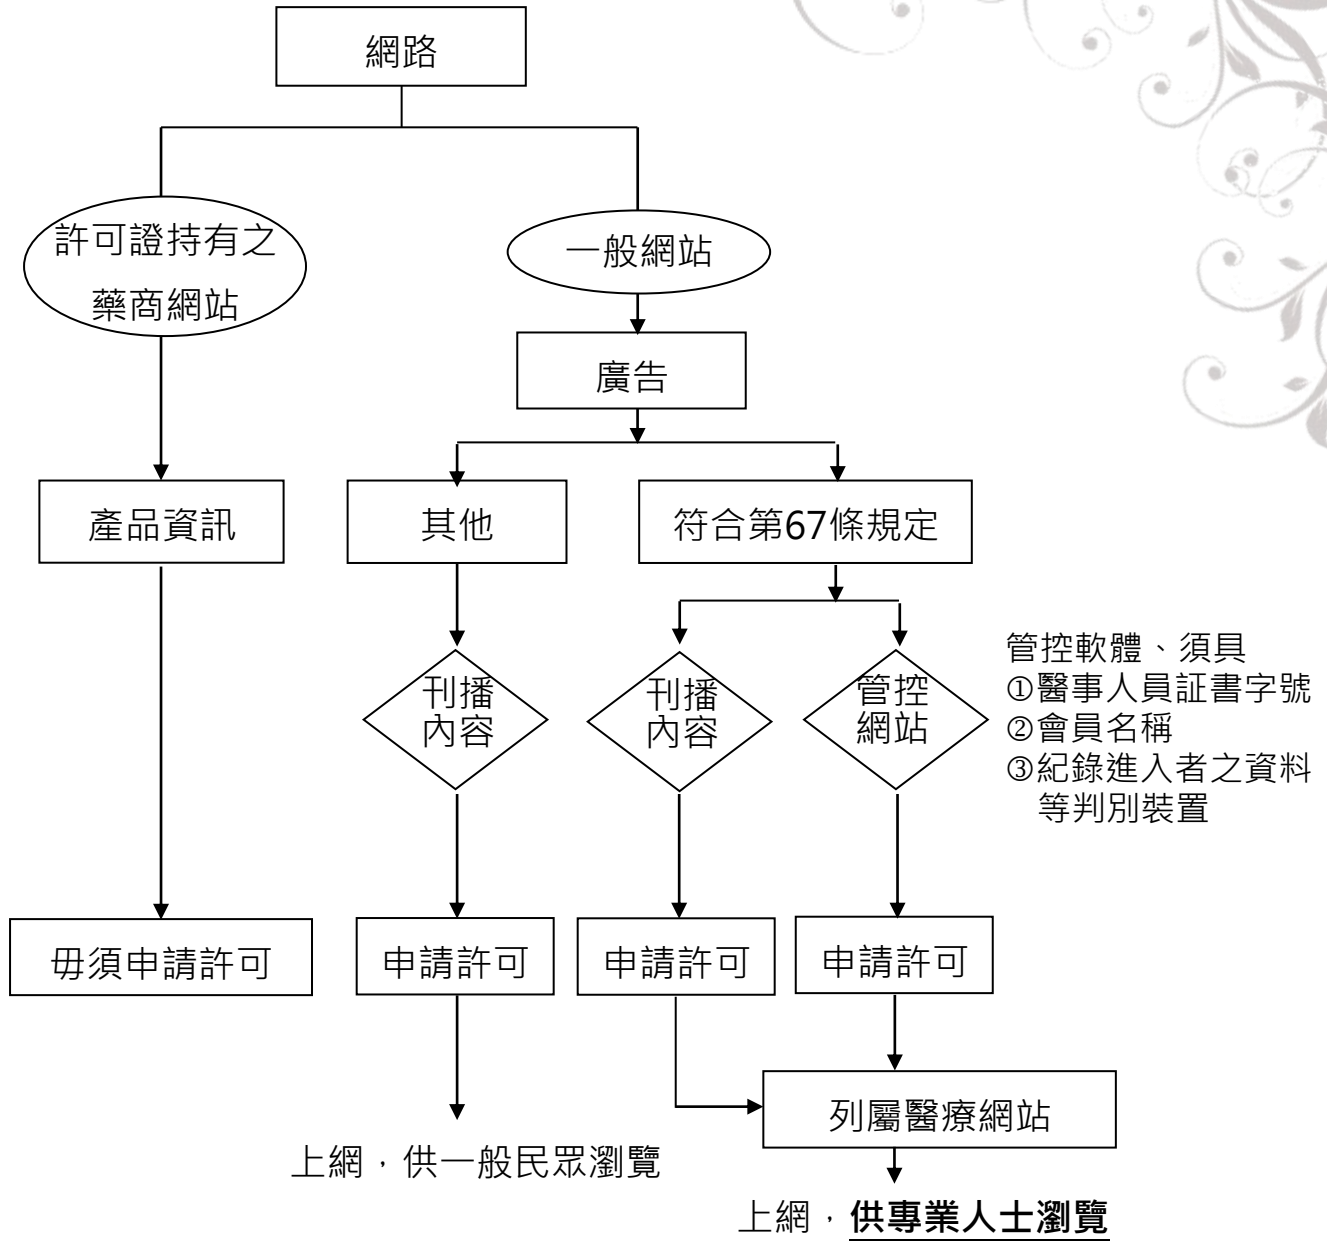 網路
許可證持有之
藥商網站
一般網站
廣告
產品資訊
其他
符合第67條規定
刊播
內容
刊播
內容
管控
網站
管控軟體、須具
①醫事人員証書字號
②會員名稱
③紀錄進入者之資料
等判別裝置
毋須申請許可
申請許可
申請許可
申請許可
列屬醫療網站
上網，供一般民眾瀏覽
上網，供專業人士瀏覽